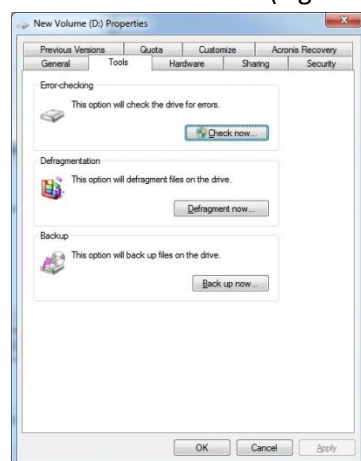 New Volume (D:) Properties
Previous Versions Quota Customize Acronis Recovery
General Tools Hardware Sharing Security
Error-checking
This option will check the drive for errors.
Check now...
Defragmentation
This option will defragment files on the drive.
Defragment now...
Backup
This option will back up files on the drive.
Back up now...
OK Cancel Apply